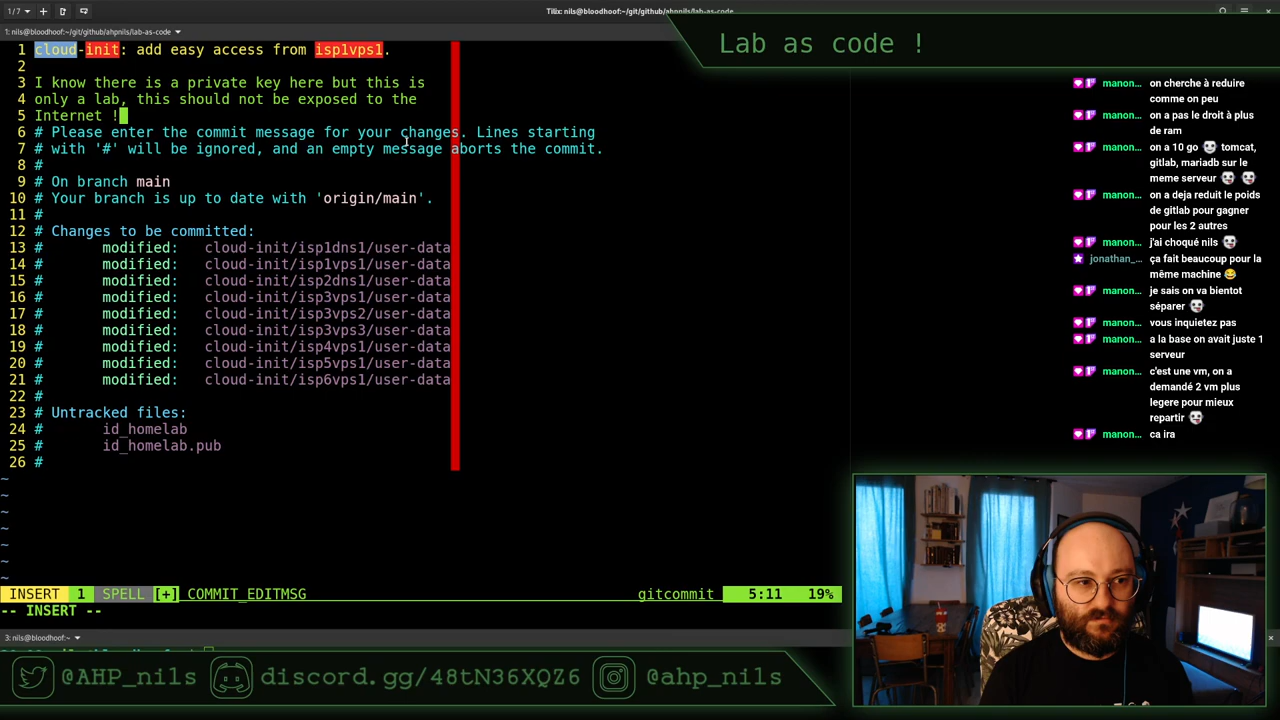 1/7
Tilix: nils@bloodhoof:~/git/github/ahpnils/lab-as-code
1: nils@bloodhoof:~/git/github/ahpnils/lab-as-code
1 cloud-init: add easy access from isp1vps1.
2
3 I know there is a private key here but this is
4 only a lab, this should not be exposed to the
5 Internet !
6 # Please enter the commit message for your changes. Lines starting
7 # with '#' will be ignored, and an empty message aborts the commit.
8 #
9 # On branch main
10 # Your branch is up to date with 'origin/main'.
11 #
12 # Changes to be committed:
13 #       modified:   cloud-init/isp1dns1/user-data
14 #       modified:   cloud-init/isp1vps1/user-data
15 #       modified:   cloud-init/isp2dns1/user-data
16 #       modified:   cloud-init/isp3vps1/user-data
17 #       modified:   cloud-init/isp3vps2/user-data
18 #       modified:   cloud-init/isp3vps3/user-data
19 #       modified:   cloud-init/isp4vps1/user-data
20 #       modified:   cloud-init/isp5vps1/user-data
21 #       modified:   cloud-init/isp6vps1/user-data
22 #
23 # Untracked files:
24 #       id_homelab
25 #       id_homelab.pub
26 #
~
~
~
~
~
~
~
INSERT 1 SPELL [+] COMMIT_EDITMSG gitcommit 5:11 19%
-- INSERT --
3: nils@bloodhoof:~
Lab as code !
manon... on cherche à réduire
comme on peu
manon... on a pas le droit à plus
de ram
manon... on a 10 go tomcat,
gitlab, mariadb sur le
meme serveur
manon... on a deja reduit le poids
de gitlab pour gagner
pour les 2 autres
manon... j'ai choqué nils
jonathan_... ça fait beaucoup pour la
même machine
manon... je sais on va bientot
séparer
manon... vous inquietez pas
manon... a la base on avait juste 1
serveur
manon... c'est une vm, on a
demandé 2 vm plus
legere pour mieux
repartir
manon... ca ira
@AHP_nils
discord.gg/48tN36XQZ6
@ahp_nils